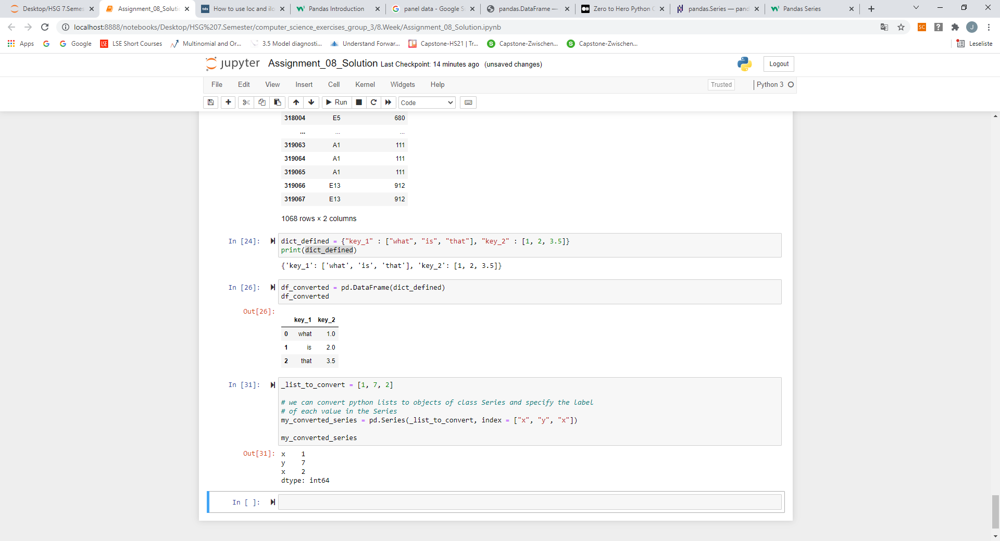 Desktop/HSG 7.Semes
Assignment_08_Solutio
tds How to use loc and ilo
Pandas Introduction
panel data - Google S
pandas.DataFrame —
Zero to Hero Python C
pandas.Series — pand
Pandas Series
localhost:8888/notebooks/Desktop/HSG%207.Semester/computer_science_exercises_group_3/8.Week/Assignment_08_Solution.ipynb
SC
?
J
Apps
Google
LSE LSE Short Courses
Multinomial and Or...
3.5 Model diagnosti...
Understand Forwar...
Capstone-HS21 | Tr...
S Capstone-Zwischen...
S Capstone-Zwischen...
Leseliste
jupyter Assignment_08_Solution Last Checkpoint: 14 minutes ago (unsaved changes)
Logout
File Edit View Insert Cell Kernel Widgets Help
Trusted
Python 3
Run
Code
318004 E5 680
... ... ...
319063 A1 111
319064 A1 111
319065 A1 111
319066 E13 912
319067 E13 912
1068 rows × 2 columns
In [24]: dict_defined = {"key_1" : ["what", "is", "that"], "key_2" : [1, 2, 3.5]}
print(dict_defined)
{'key_1': ['what', 'is', 'that'], 'key_2': [1, 2, 3.5]}
In [26]: df_converted = pd.DataFrame(dict_defined)
df_converted
Out[26]:
key_1 key_2
0 what 1.0
1 is 2.0
2 that 3.5
In [31]: _list_to_convert = [1, 7, 2]
# we can convert python lists to objects of class Series and specify the label
# of each value in the Series
my_converted_series = pd.Series(_list_to_convert, index = ["x", "y", "x"])
my_converted_series
Out[31]: x 1
y 7
x 2
dtype: int64
In [ ]: